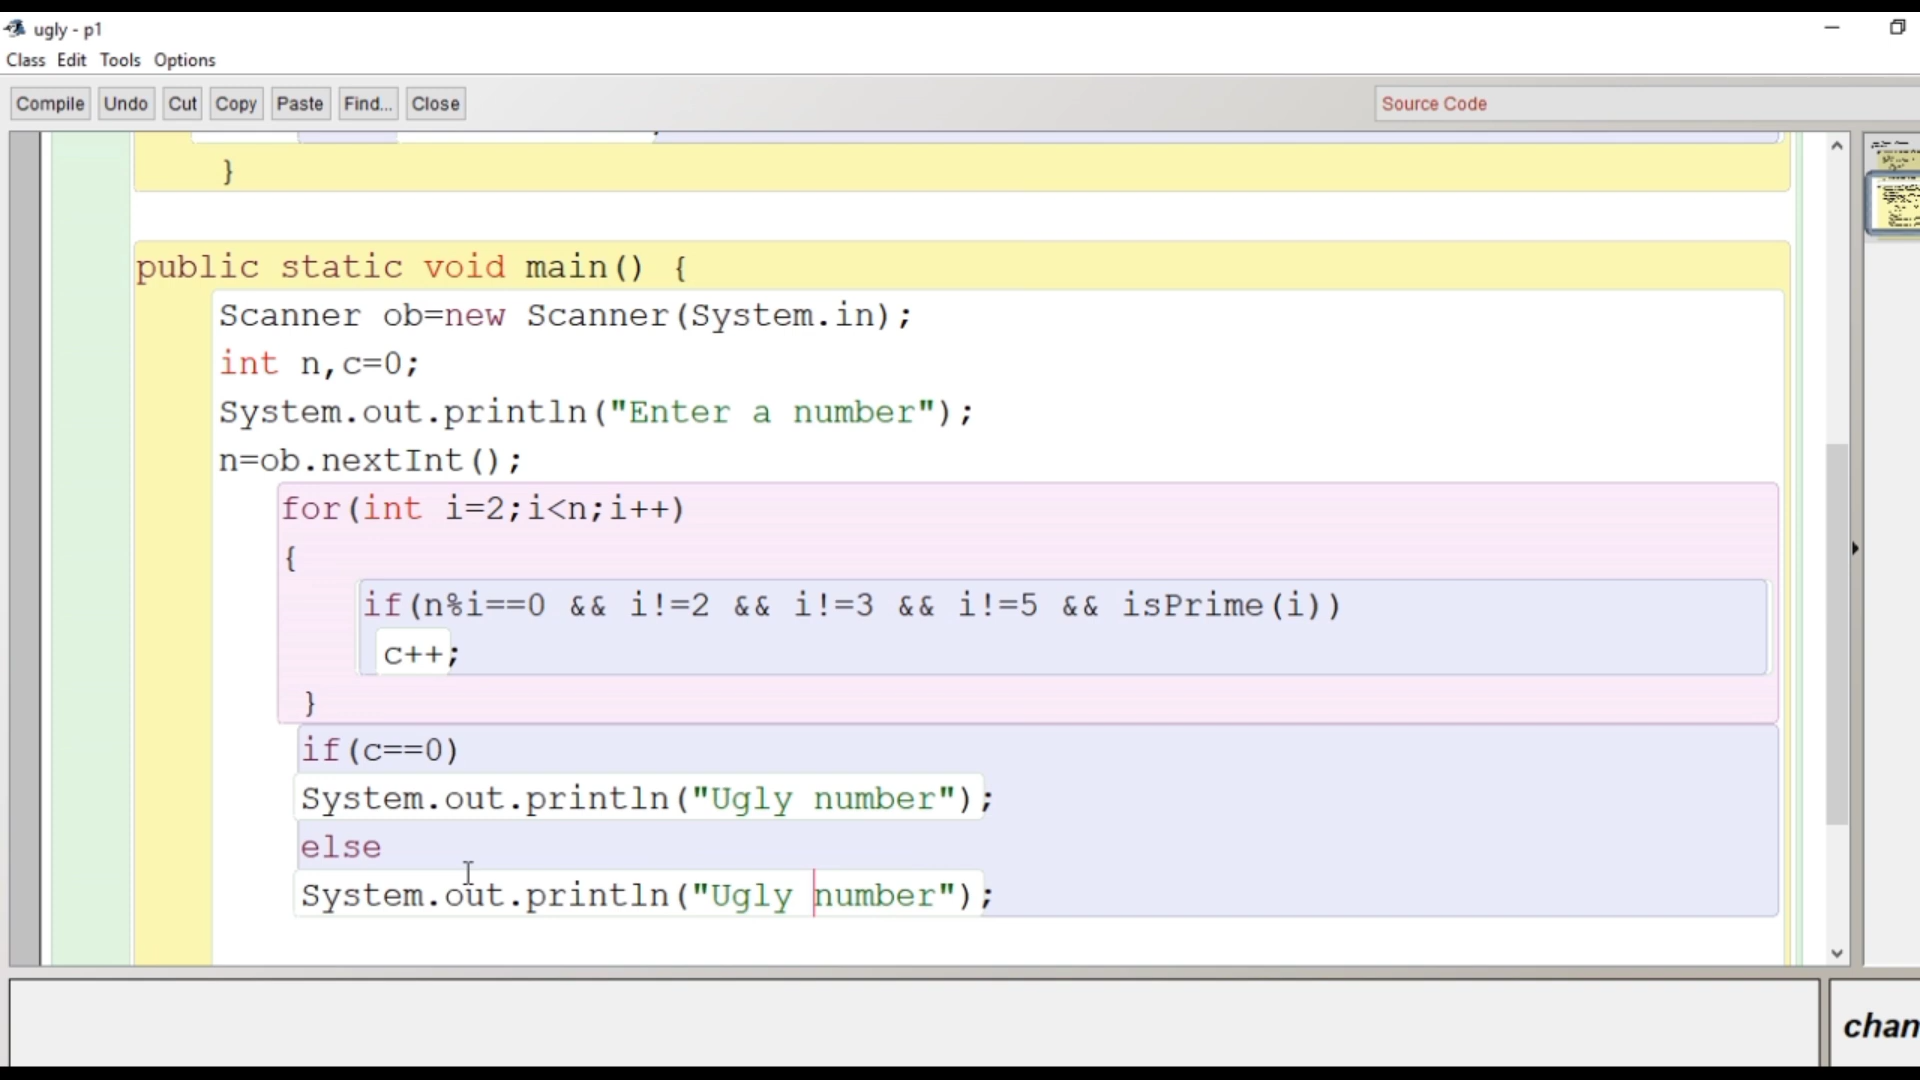 ugly - p1
Class Edit Tools Options
Compile Undo Cut Copy Paste Find... Close Source Code
}
public static void main() {
Scanner ob=new Scanner(System.in);
int n,c=0;
System.out.println("Enter a number");
n=ob.nextInt();
for(int i=2;i<n;i++)
{
if(n%i==0 && i!=2 && i!=3 && i!=5 && isPrime(i))
c++;
}
if(c==0)
System.out.println("Ugly number");
else
System.out.println("Ugly number");
chan